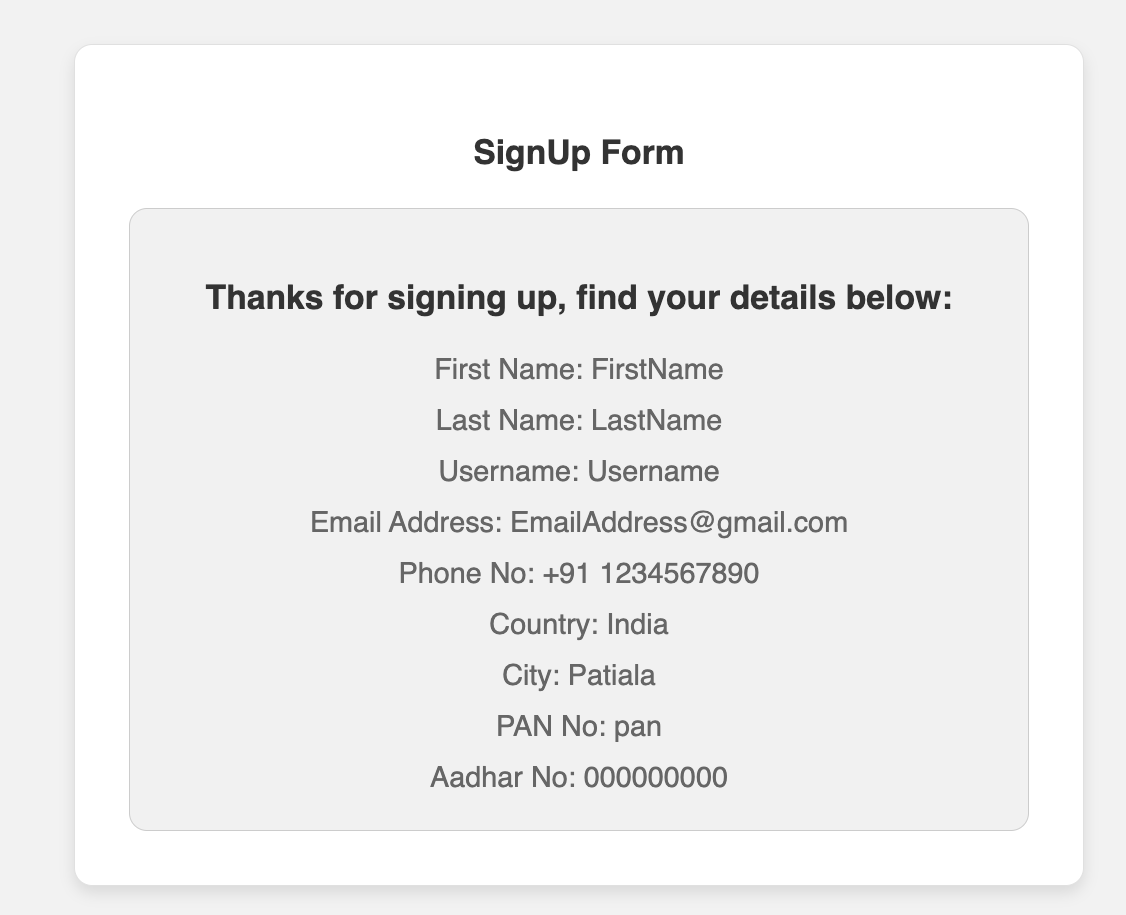 SignUp Form
Thanks for signing up, find your details below:
First Name: FirstName
Last Name: LastName
Username: Username
Email Address: EmailAddress@gmail.com
Phone No: +91 1234567890
Country: India
City: Patiala
PAN No: pan
Aadhar No: 000000000